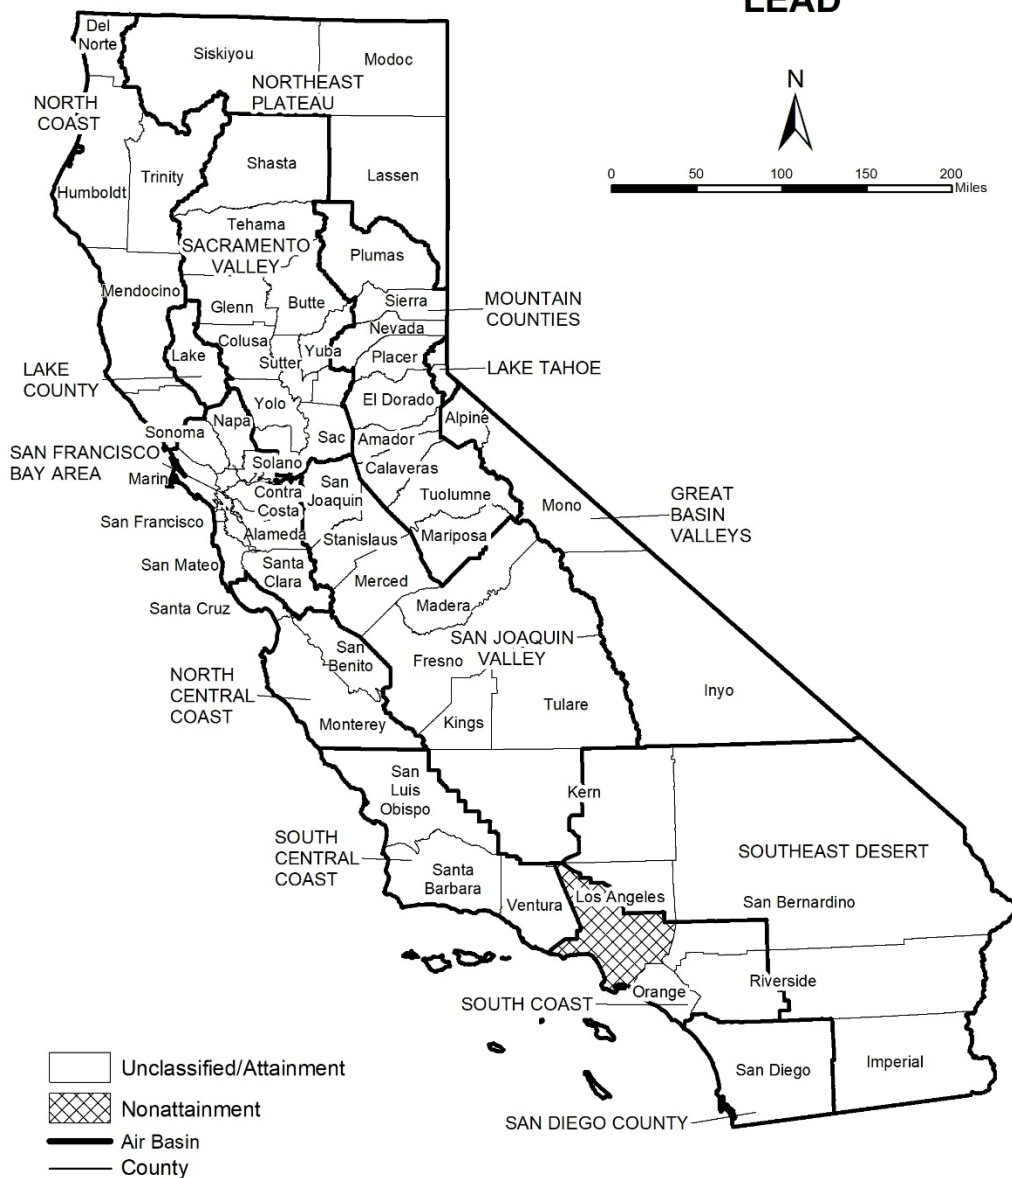 LEAD
Del
Norte
Siskiyou
Modoc
NORTHEAST
PLATEAU
N
NORTH
COAST
0 50 100 150 200
Miles
Shasta
Trinity
Lassen
Humboldt
Tehama
SACRAMENTO
VALLEY
Plumas
Mendocino
Glenn
Butte
Sierra
MOUNTAIN
COUNTIES
Nevada
Colusa
Sutter
Yuba
Lake
Placer
LAKE
COUNTY
LAKE TAHOE
Yolo
El Dorado
Napa
Alpine
Sonoma
Sac
Amador
SAN FRANCISCO
BAY AREA
Solano
Calaveras
Marin
San
Joaquin
Contra
Costa
Tuolumne
Mono
GREAT
BASIN
VALLEYS
San Francisco
Alameda
Stanislaus
Mariposa
San Mateo
Santa
Clara
Merced
Santa Cruz
Madera
SAN JOAQUIN
VALLEY
San
Benito
Fresno
NORTH
CENTRAL
COAST
Inyo
Tulare
Monterey
Kings
San
Luis
Obispo
Kern
SOUTH
CENTRAL
COAST
SOUTHEAST DESERT
Santa
Barbara
Ventura
Los Angeles
San Bernardino
Riverside
Orange
SOUTH COAST
San Diego
Imperial
SAN DIEGO COUNTY
Unclassified/Attainment
Nonattainment
Air Basin
County